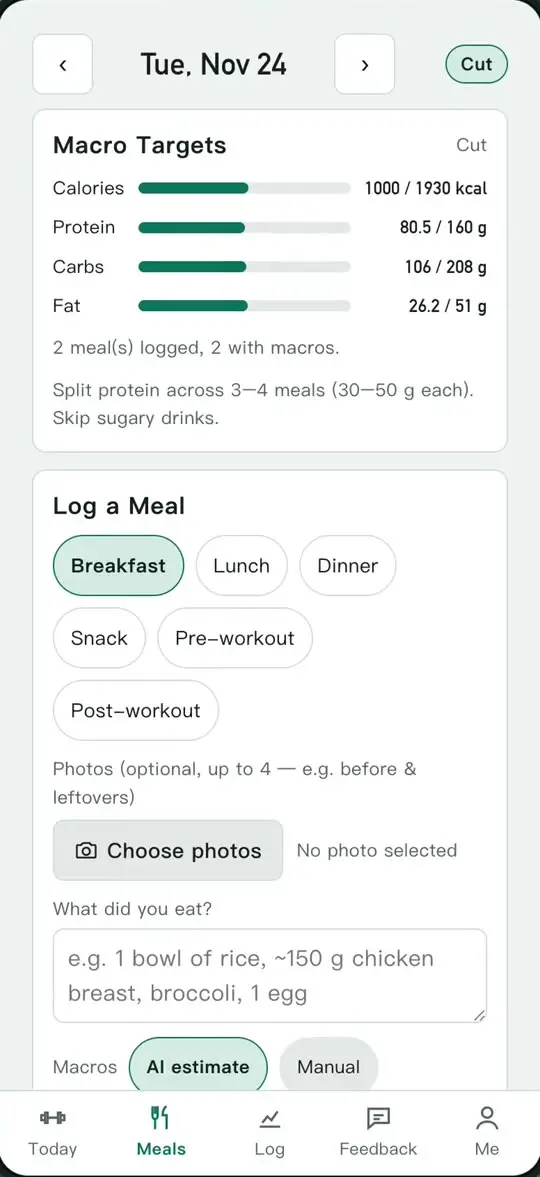 ‹ Tue, Nov 24 › Cut
Macro Targets Cut
Calories 1000 / 1930 kcal
Protein 80.5 / 160 g
Carbs 106 / 208 g
Fat 26.2 / 51 g
2 meal(s) logged, 2 with macros.
Split protein across 3–4 meals (30–50 g each).
Skip sugary drinks.
Log a Meal
Breakfast Lunch Dinner
Snack Pre-workout
Post-workout
Photos (optional, up to 4 — e.g. before &
leftovers)
Choose photos No photo selected
What did you eat?
e.g. 1 bowl of rice, ~150 g chicken
breast, broccoli, 1 egg
Macros AI estimate Manual
Today Meals Log Feedback Me